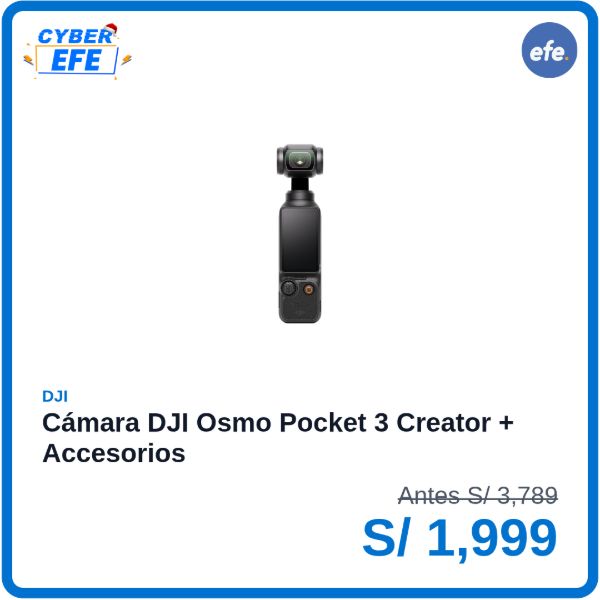 CYBER
EFE
efe.
DJI
Cámara DJI Osmo Pocket 3 Creator +
Accesorios
Antes S/ 3,789
S/ 1,999